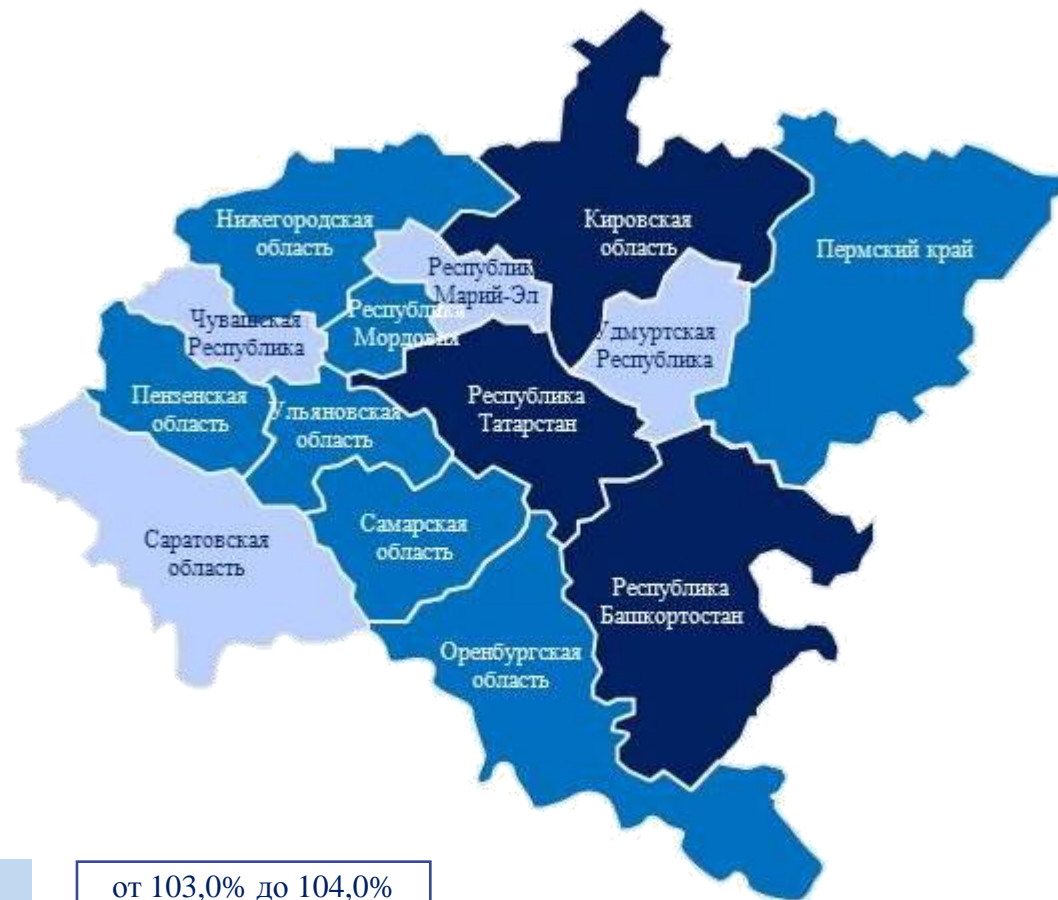 Нижегородская
область
Кировская
область
Пермский край
Республика
Марий-Эл
Чувашская
Республика
Республика
Мордовия
Удмуртская
Республика
Пензенская
область
Ульяновская
область
Республика
Татарстан
Саратовская
область
Самарская
область
Республика
Башкортостан
Оренбургская
область
от 103,0% до 104,0%